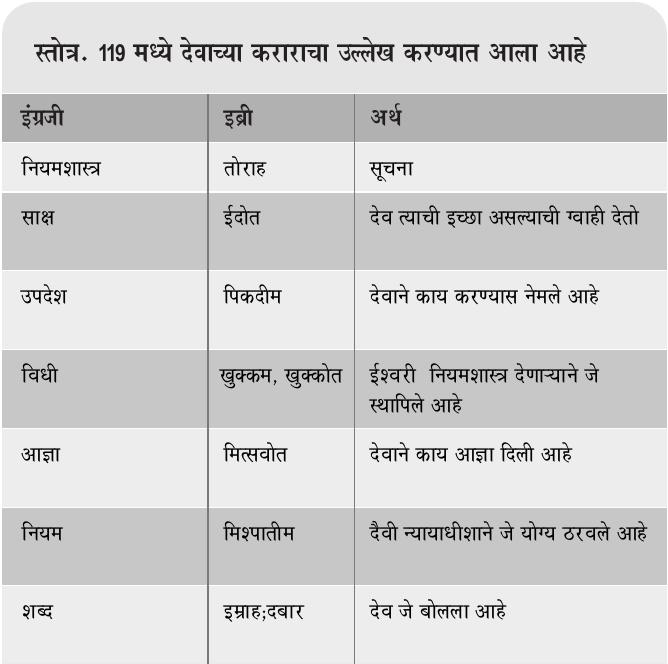 स्तोत्र. 119 मध्ये देवाच्या कराराचा उल्लेख करण्यात आला आहे
इंग्रजी इब्री अर्थ
नियमशास्त्र तोराह सूचना
साक्ष ईदोत देव त्याची इच्छा असल्याची ग्वाही देतो
उपदेश पिकदीम देवाने काय करण्यास नेमले आहे
विधी खुक्कम, खुक्कोत ईश्वरी नियमशास्त्र देणाऱ्याने जे
स्थापिले आहे
आज्ञा मित्सवोत देवाने काय आज्ञा दिली आहे
नियम मिश्पातीम दैवी न्यायाधीशाने जे योग्य ठरवले आहे
शब्द इम्राह;दबार देव जे बोलला आहे